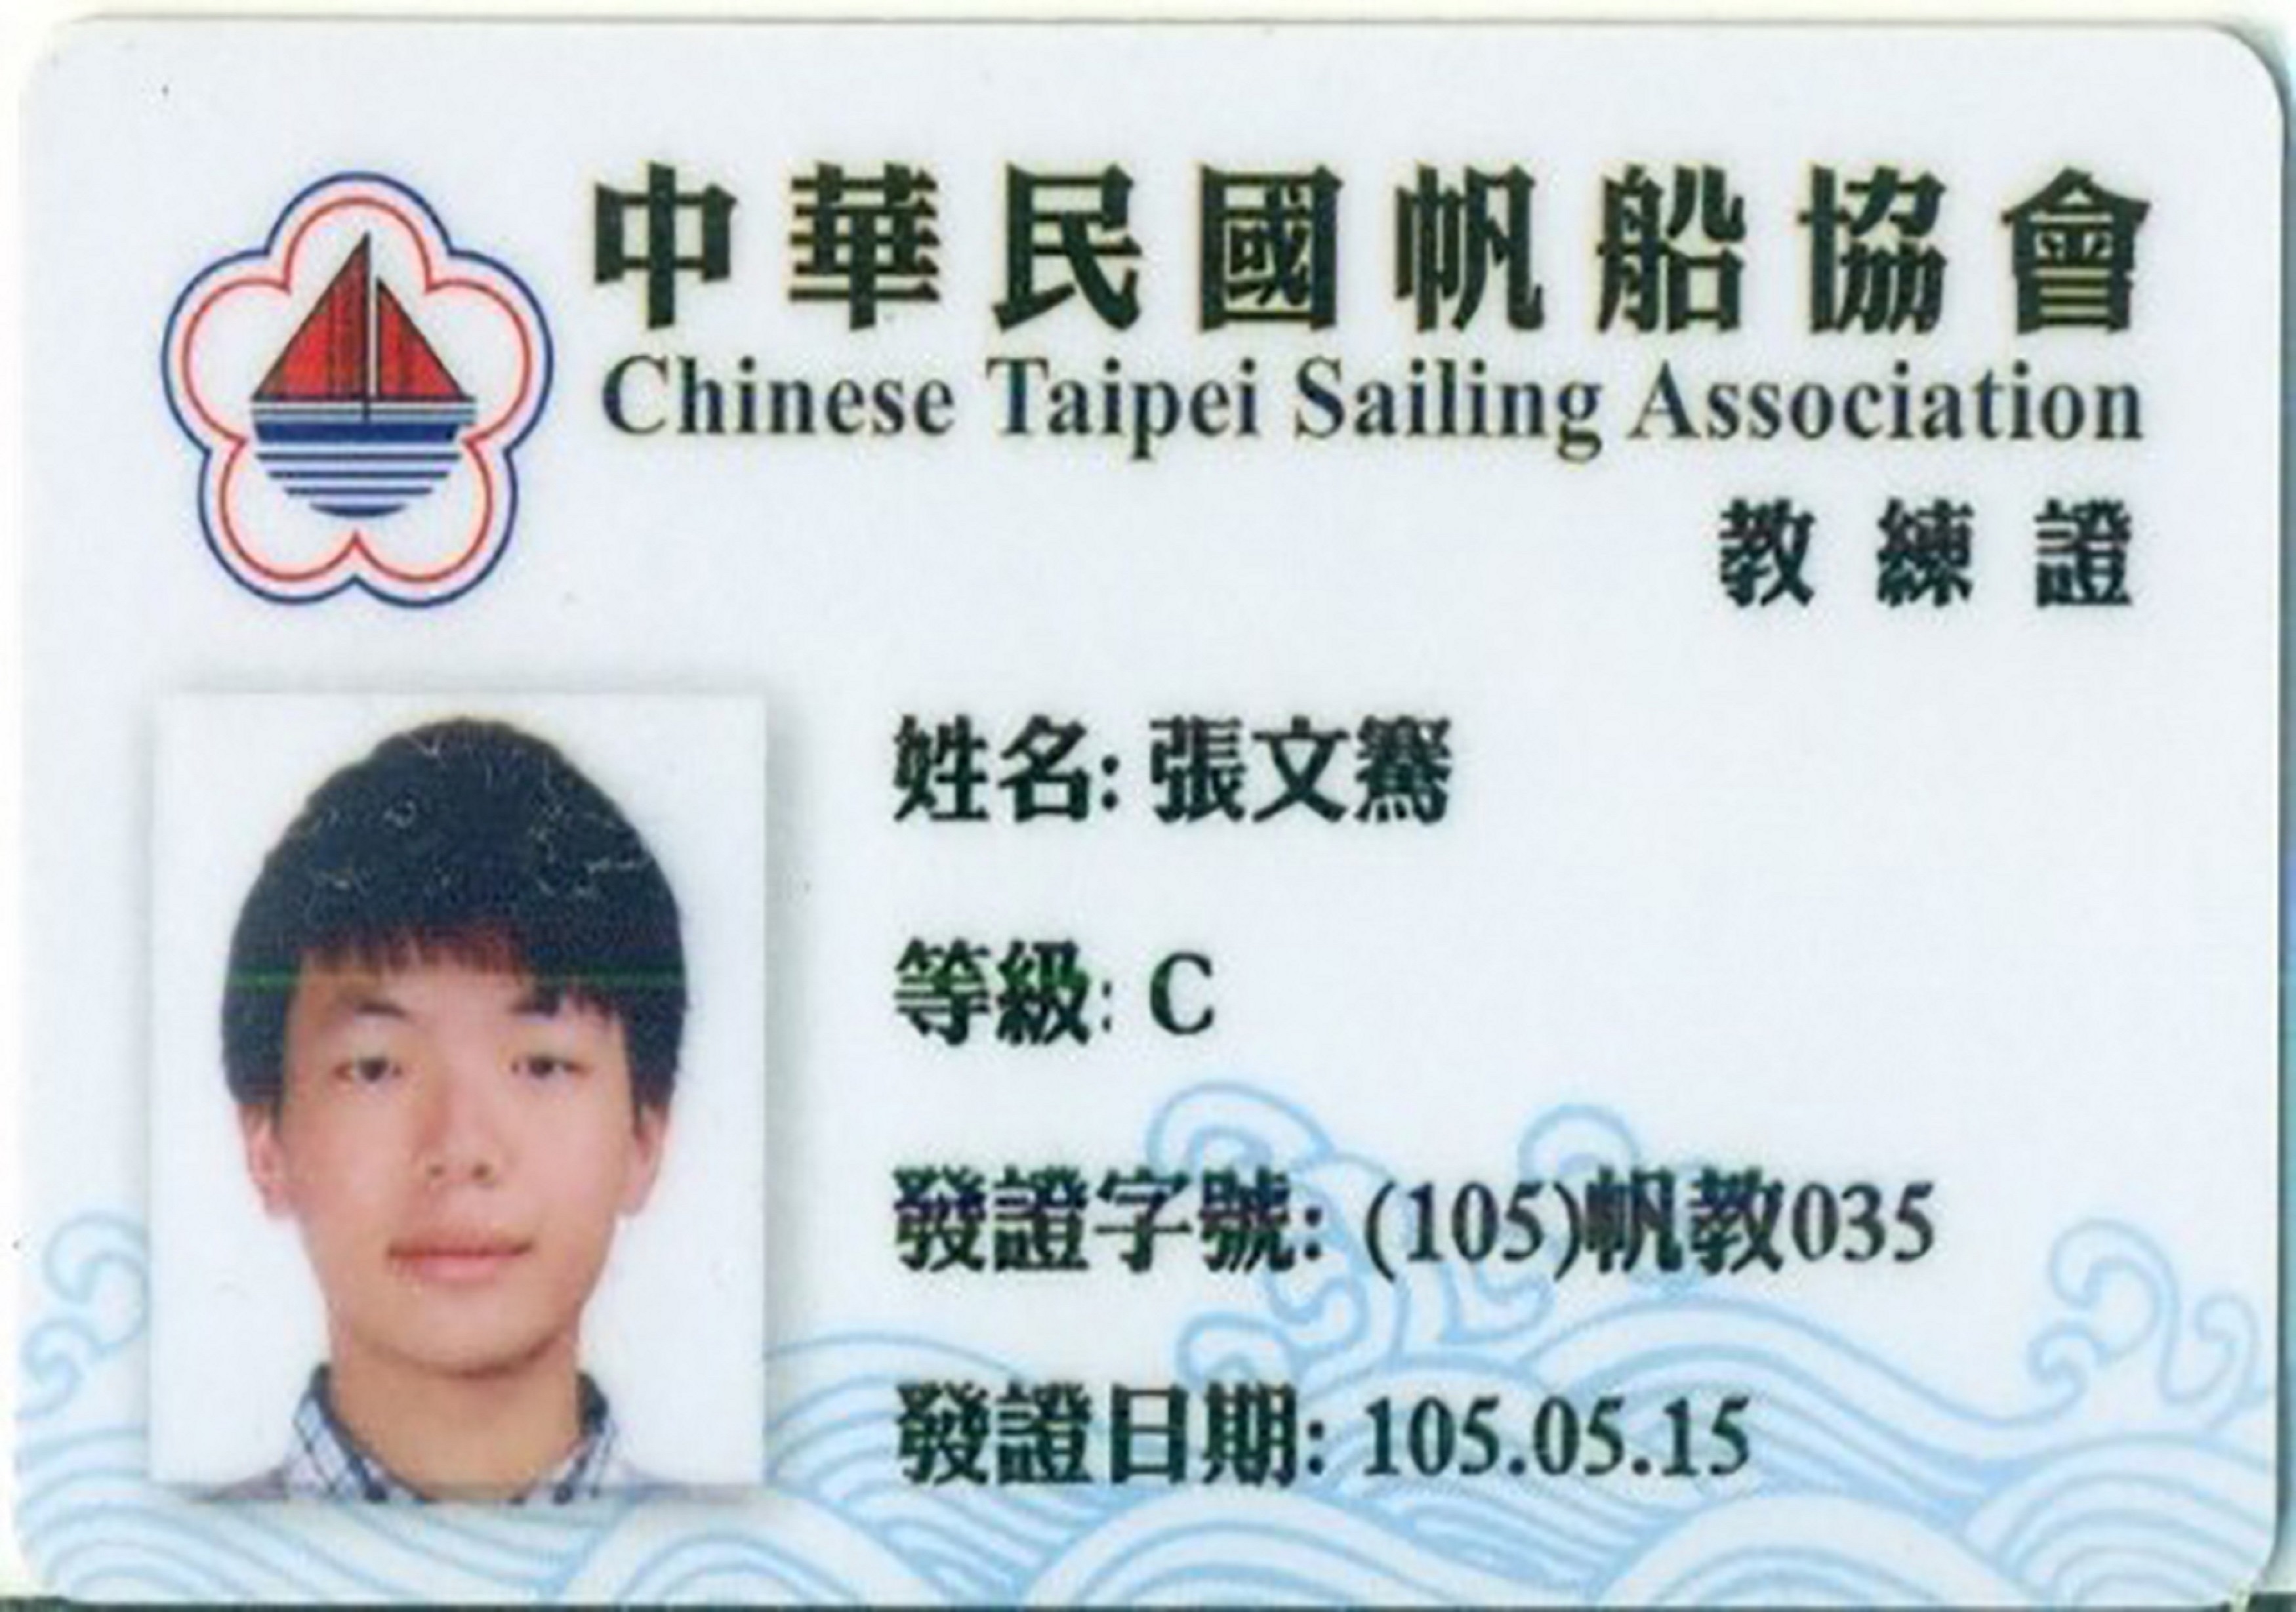 中華民國帆船協會
Chinese Taipei Sailing Association
教練證
姓名: 張文騫
等級: C
發證字號: (105)帆教035
發證日期: 105.05.15